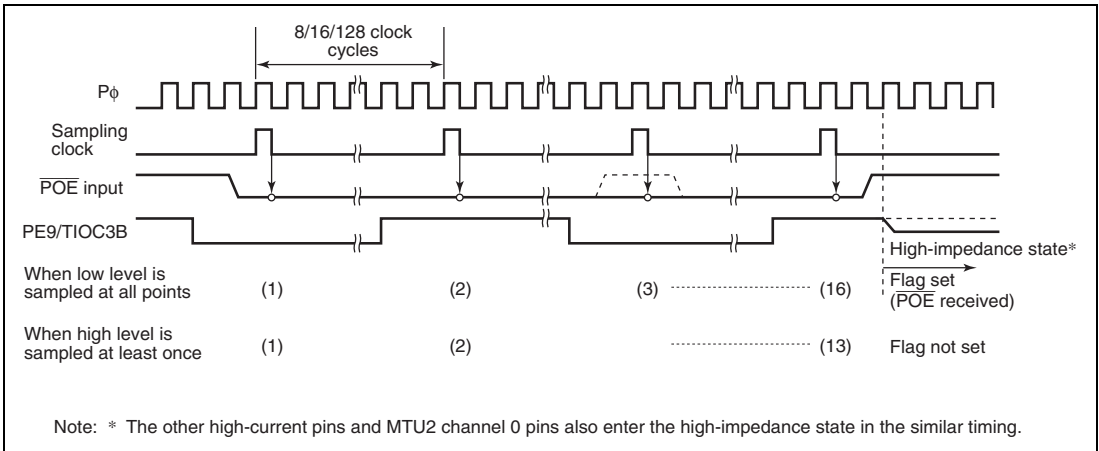 8/16/128 clock
cycles
Pϕ
Sampling
clock
P̅O̅E̅ input
PE9/TIOC3B
High-impedance state*
When low level is
sampled at all points
(1)
(2)
(3)
(16)
Flag set
(P̅O̅E̅ received)
When high level is
sampled at least once
(1)
(2)
(13)
Flag not set
Note: * The other high-current pins and MTU2 channel 0 pins also enter the high-impedance state in the similar timing.